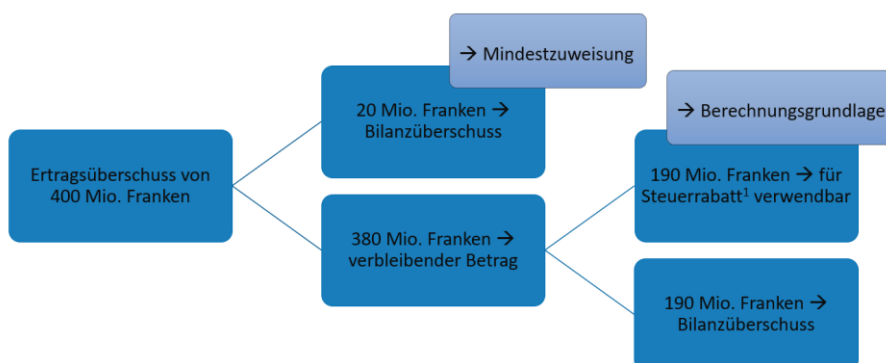 → Mindestzuweisung
20 Mio. Franken →
Bilanzüberschuss
→ Berechnungsgrundlage
Ertragsüberschuss von
400 Mio. Franken
190 Mio. Franken → für
Steuerrabatt¹ verwendbar
380 Mio. Franken →
verbleibender Betrag
190 Mio. Franken →
Bilanzüberschuss